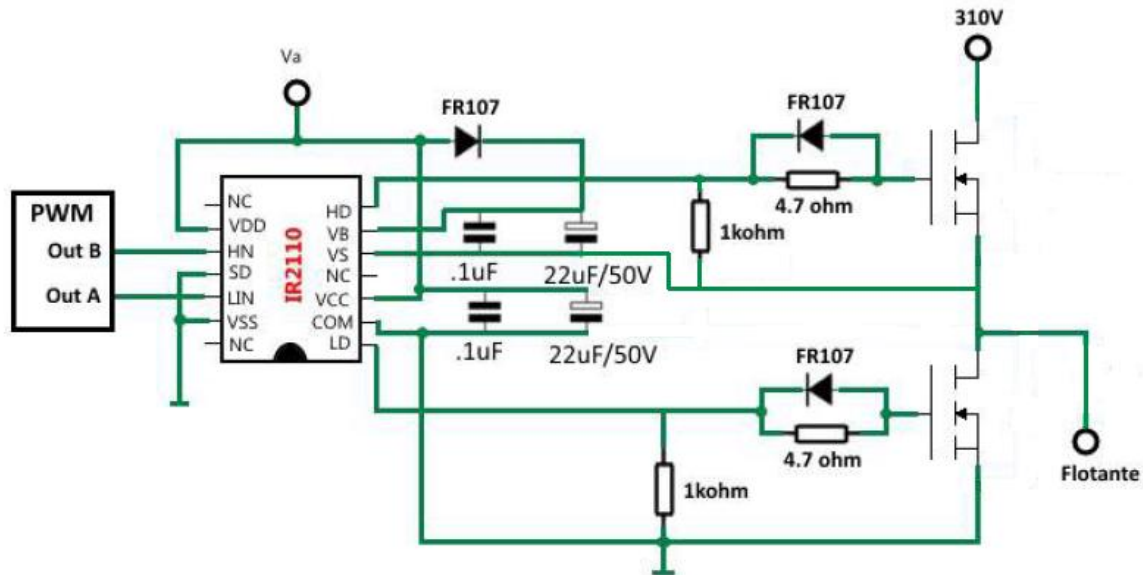 310V
Va
FR107
FR107
NC
VDD
HN
SD
LIN
VSS
NC
IR2110
HD
VB
VS
NC
VCC
COM
LD
PWM
Out B
Out A
4.7 ohm
1kohm
.1uF
22uF/50V
.1uF
22uF/50V
FR107
4.7 ohm
1kohm
Flotante